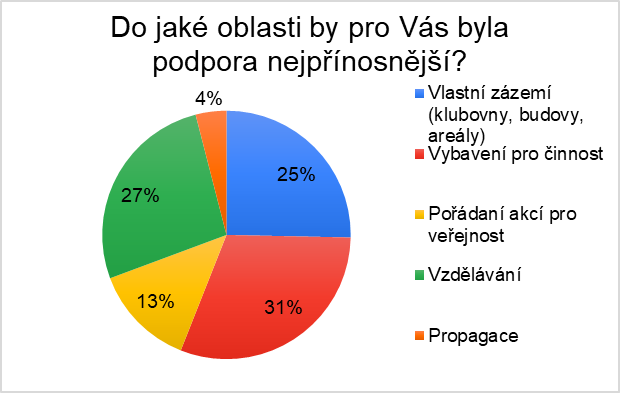 Do jaké oblasti by pro Vás byla
podpora nejpřínosnější?
4%
25%
27%
13%
31%
Vlastní zázemí
(klubovny, budovy,
areály)
Vybavení pro činnost
Pořádaní akcí pro
veřejnost
Vzdělávání
Propagace